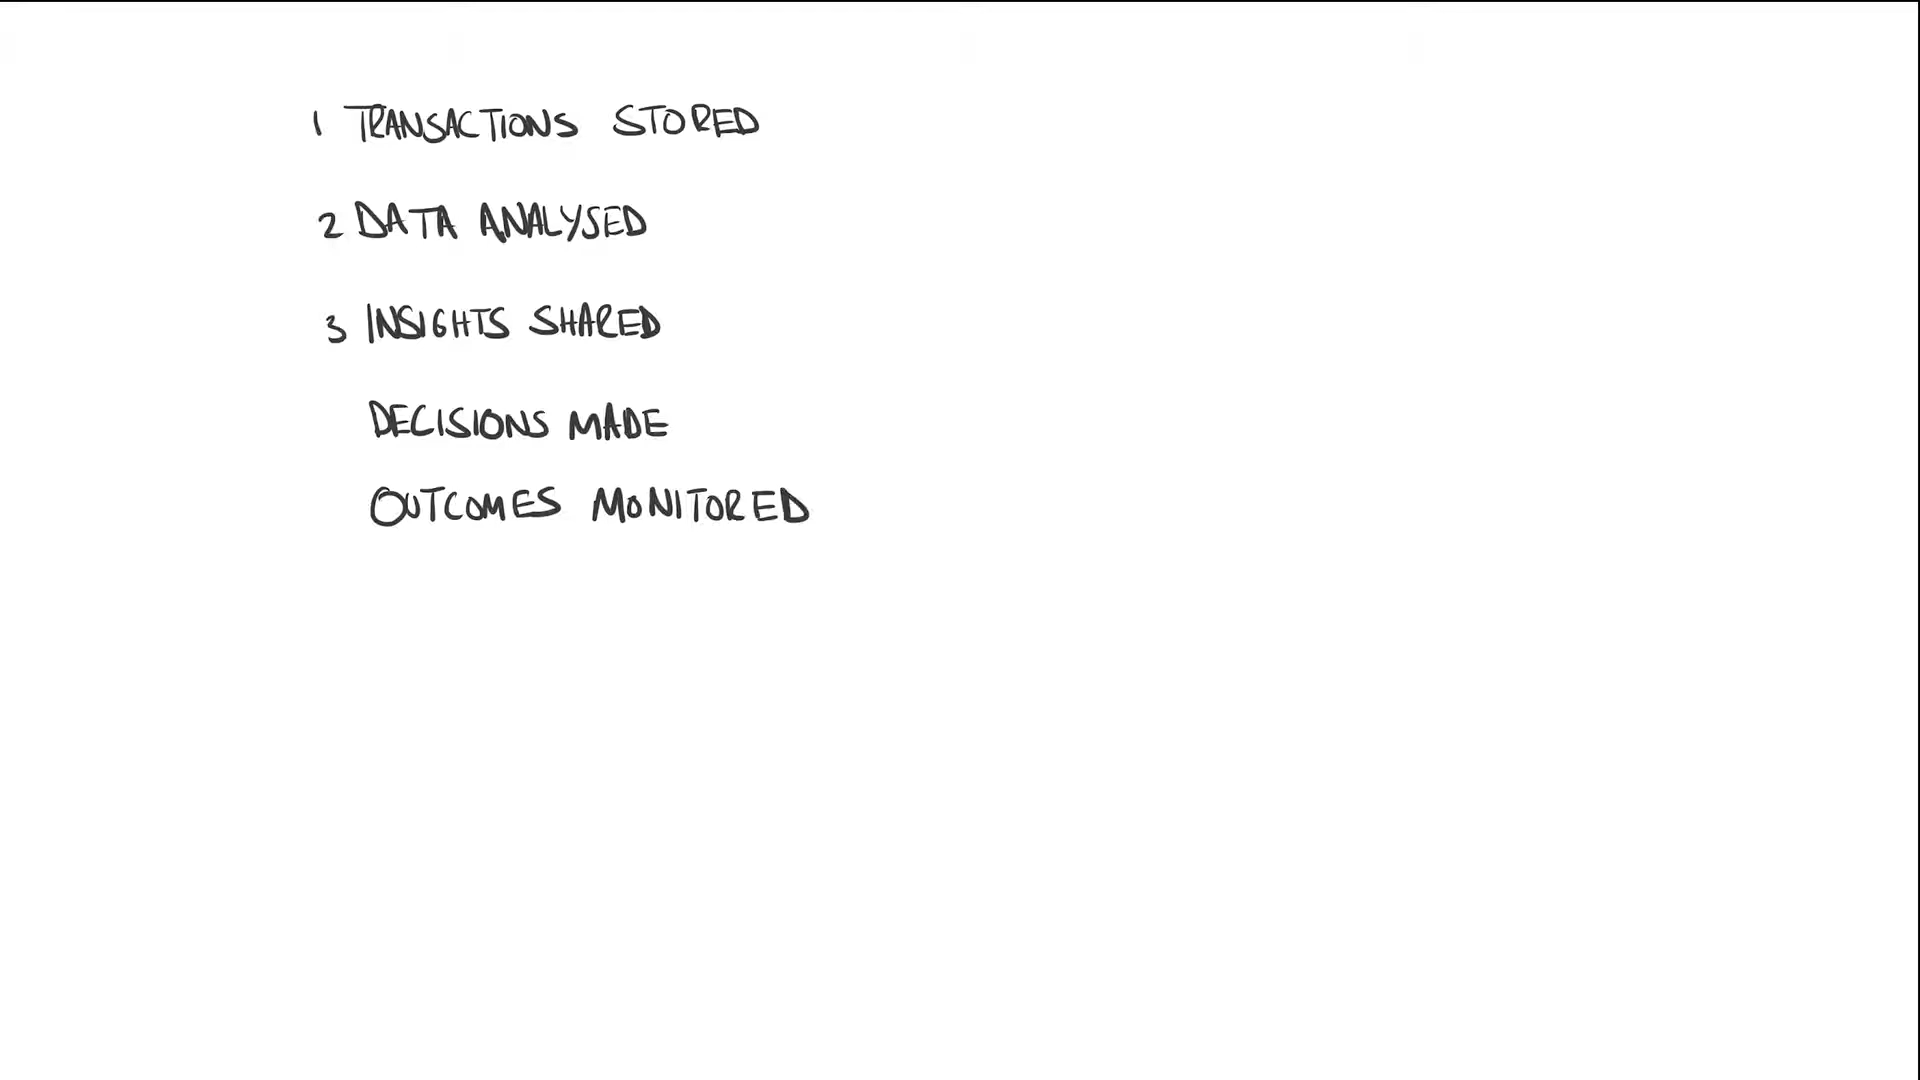 1 TRANSACTIONS STORED
2 DATA ANALYSED
3 INSIGHTS SHARED
DECISIONS MADE
OUTCOMES MONITORED